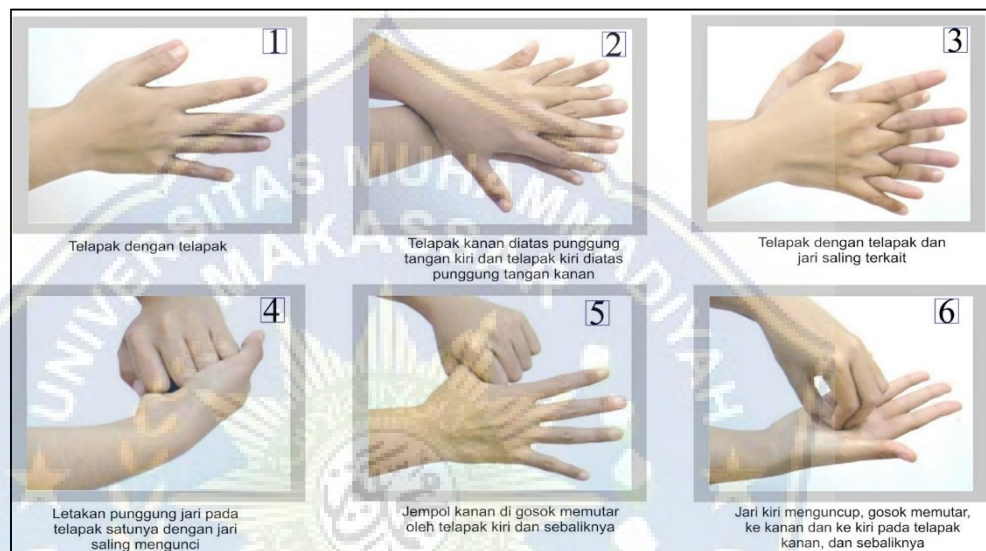 1
2
3
Telapak dengan telapak
Telapak kanan diatas punggung
tangan kiri dan telapak kiri diatas
punggung tangan kanan
Telapak dengan telapak dan
jari saling terkait
4
5
6
Letakan punggung jari pada
telapak satunya dengan jari
saling mengunci
Jempol kanan di gosok memutar
oleh telapak kiri dan sebaliknya
Jari kiri menguncup, gosok memutar,
ke kanan dan ke kiri pada telapak
kanan, dan sebaliknya
UNIVERSITAS MUHAMMADIYAH
MAKASSAR